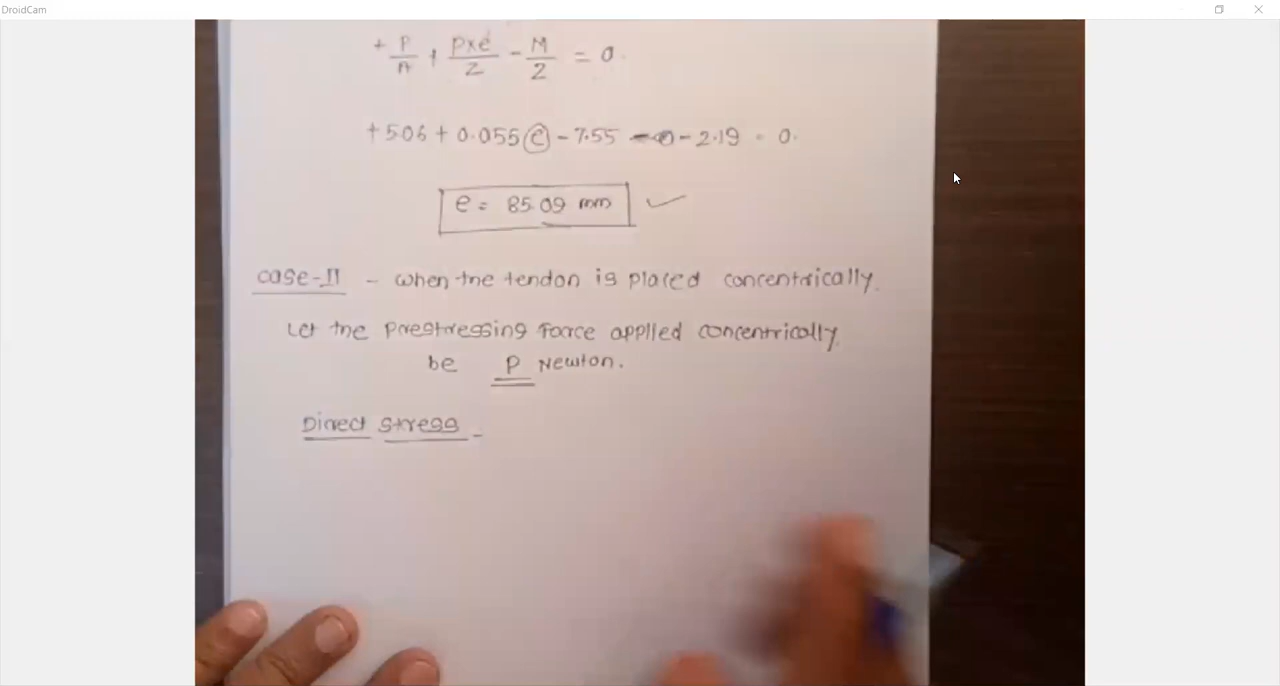 DroidCam
+ P/A + P×e/Z - M/Z = 0.
+5.06 + 0.055 e - 7.55 - 2.19 = 0.
e = 85.09 mm
case-II - when the tendon is placed concentrically.
Let the prestressing force applied concentrically
be P Newton.
Direct stress -